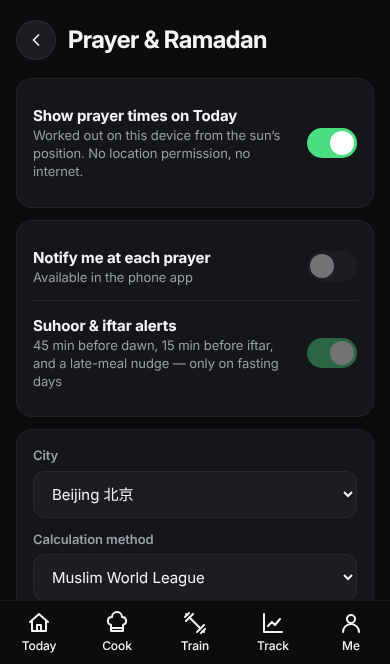 Prayer & Ramadan
Show prayer times on Today
Worked out on this device from the sun’s
position. No location permission, no
internet.
Notify me at each prayer
Available in the phone app
Suhoor & iftar alerts
45 min before dawn, 15 min before iftar,
and a late-meal nudge — only on fasting
days
City
Beijing 北京
Calculation method
Muslim World League
Today
Cook
Train
Track
Me